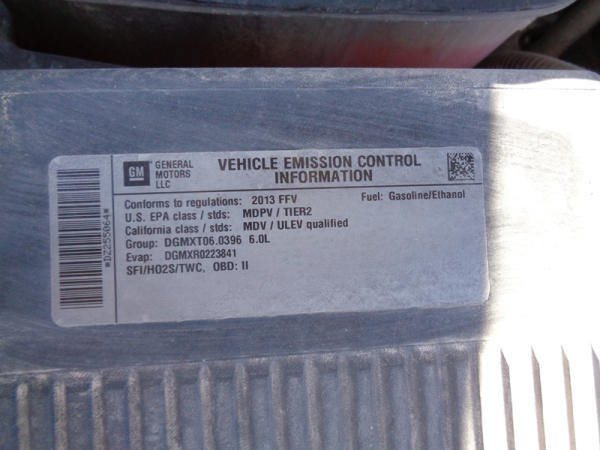 GM
GENERAL MOTORS LLC
VEHICLE EMISSION CONTROL INFORMATION
Conforms to regulations: 2013 FFV Fuel: Gasoline/Ethanol
U.S. EPA class / stds: MDPV / TIER2
California class / stds: MDV / ULEV qualified
Group: DGMXT06.0396 6.0L
Evap: DGMXR0223841
SFI/HO2S/TWC, OBD: II
*DZ255064*